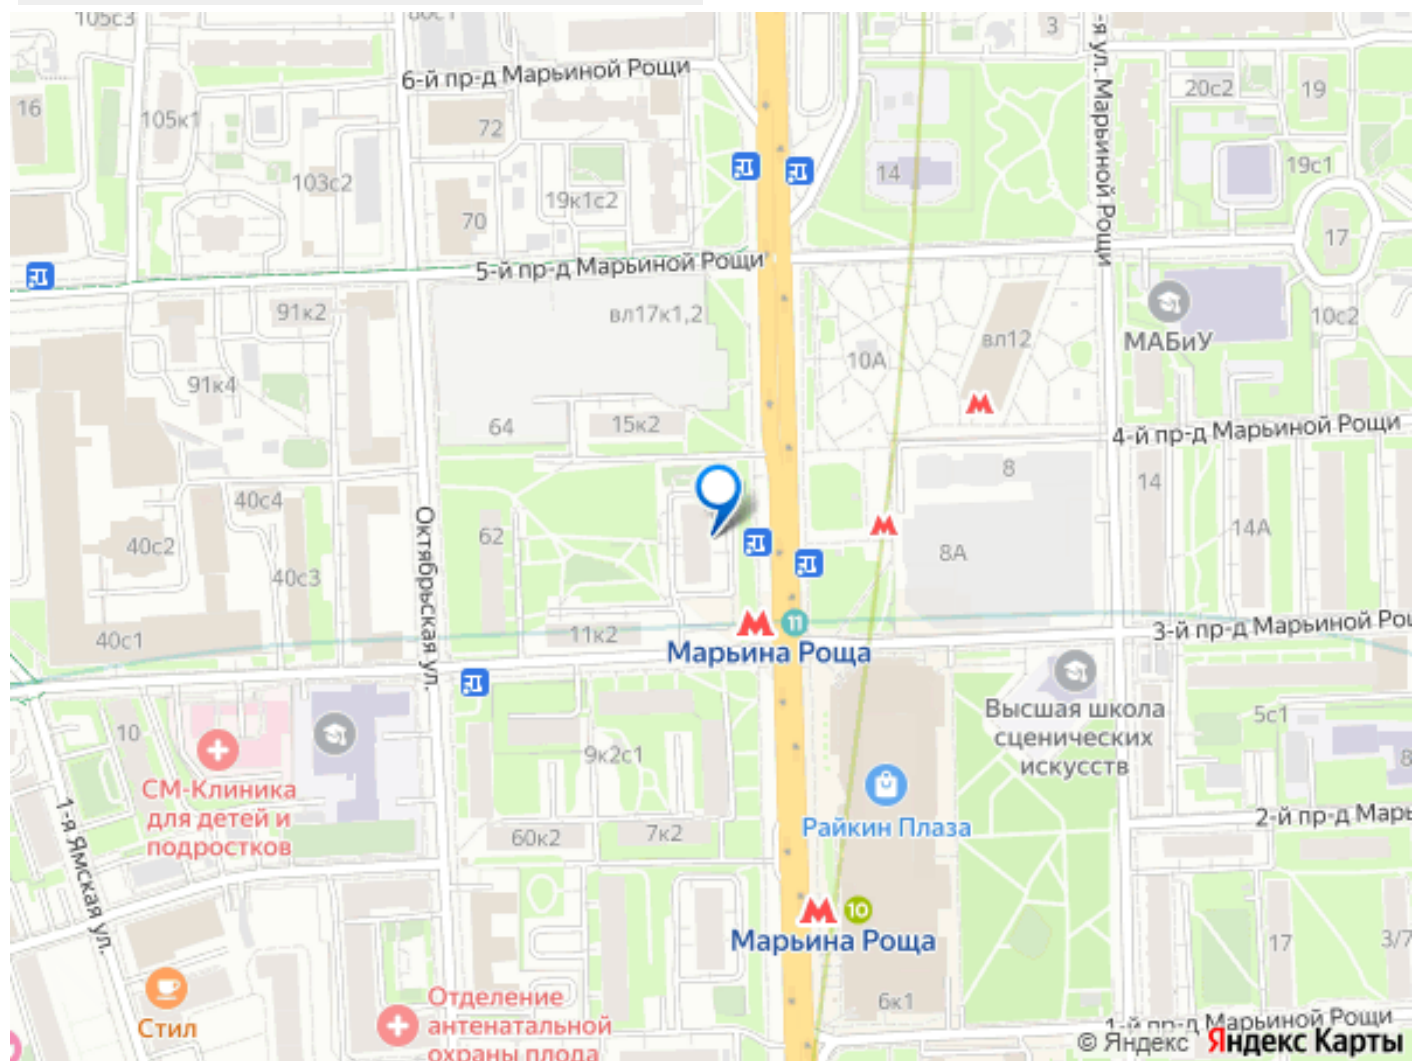 105с3
80с1
3
-я ул. Марьиной Рощи
6-й пр-д Марьиной Рощи
16
105к1
72
20с2
19
103с2
19к1с2
14
19с1
70
17
5-й пр-д Марьиной Рощи
91к2
вл17к1,2
МАБиУ
10с2
вл12
10А
91к4
64
15к2
4-й пр-д Марьиной Рощи
8
14
40с4
Октябрьская ул.
62
14А
40с2
8А
40с3
11
40с1
11к2
3-й пр-д Марьиной Рощ
Марьина Роща
10
Высшая школа
сценических
искусств
5с1
9к2с1
8
СМ-Клиника
для детей и
подростков
1-я Ямская ул.
Райкин Плаза
2-й пр-д Марь
60к2
7к2
10
Марьина Роща
17
3/7
Стил
Отделение
антенатальной
охраны плода
6к1
1-й пр-д Марьиной Рощи
© Яндекс Яндекс Карты